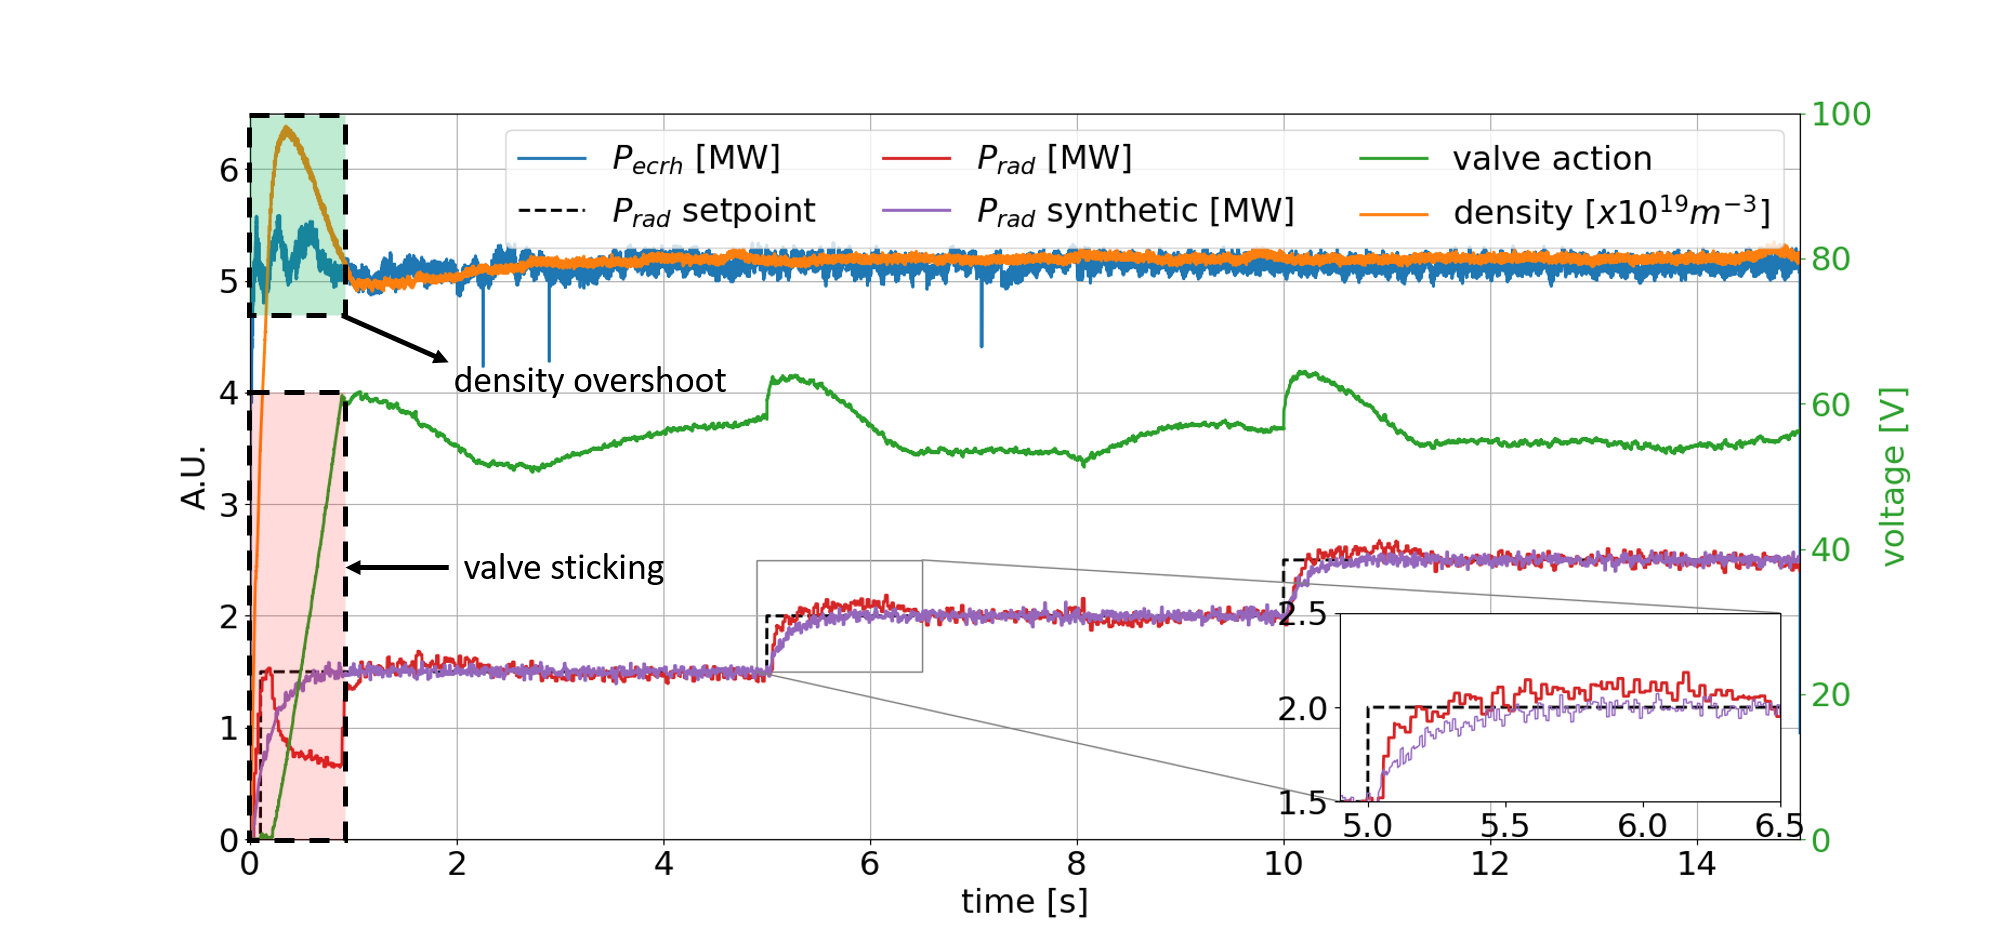 100
P_ecrh [MW]
P_rad [MW]
valve action
P_rad setpoint
P_rad synthetic [MW]
density [x10^19 m^−3]
6
5
80
density overshoot
4
60
A.U.
voltage [V]
3
valve sticking
40
2
2.5
1
2.0
20
1.5
0
5.0
5.5
6.0
6.5
0
0
2
4
6
8
10
12
14
time [s]